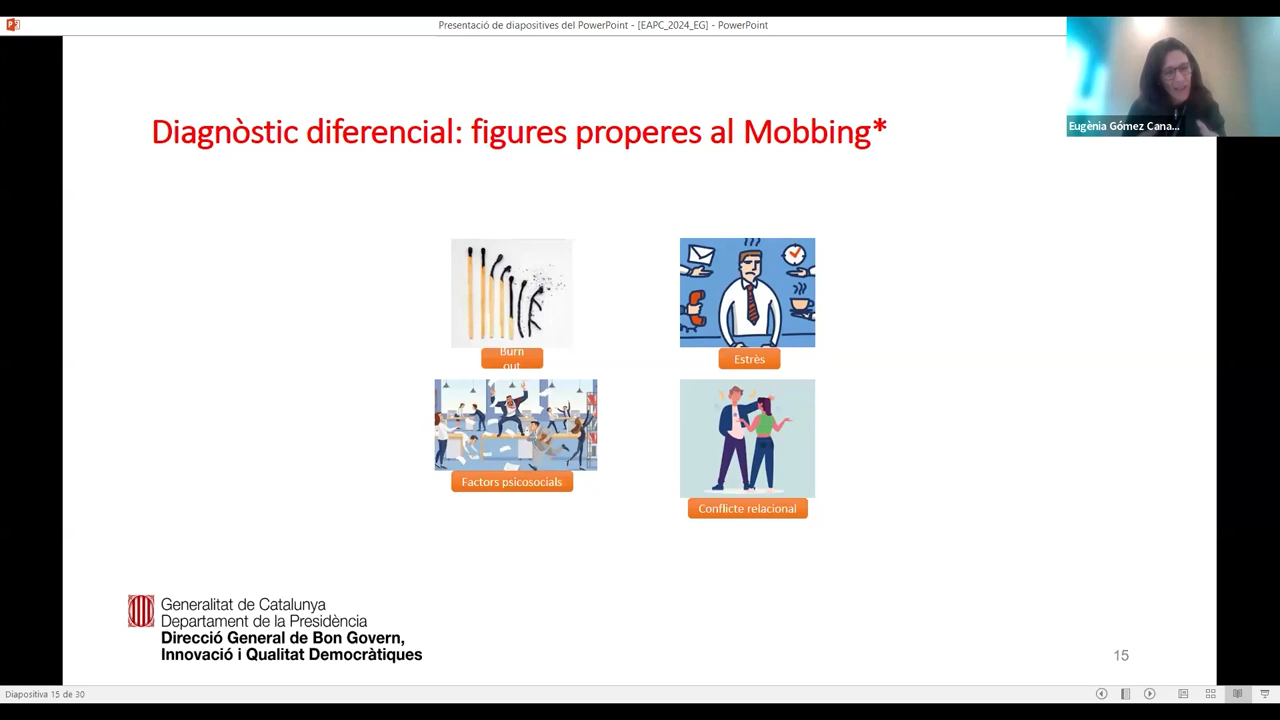 Presentació de diapositives del PowerPoint - [EAPC_2024_EG] - PowerPoint
Eugènia Gómez Cana...
Diagnòstic diferencial: figures properes al Mobbing*
Burn
out
Estrès
Factors psicosocials
Conflicte relacional
Generalitat de Catalunya
Departament de la Presidència
Direcció General de Bon Govern,
Innovació i Qualitat Democràtiques
15
Diapositiva 15 de 30